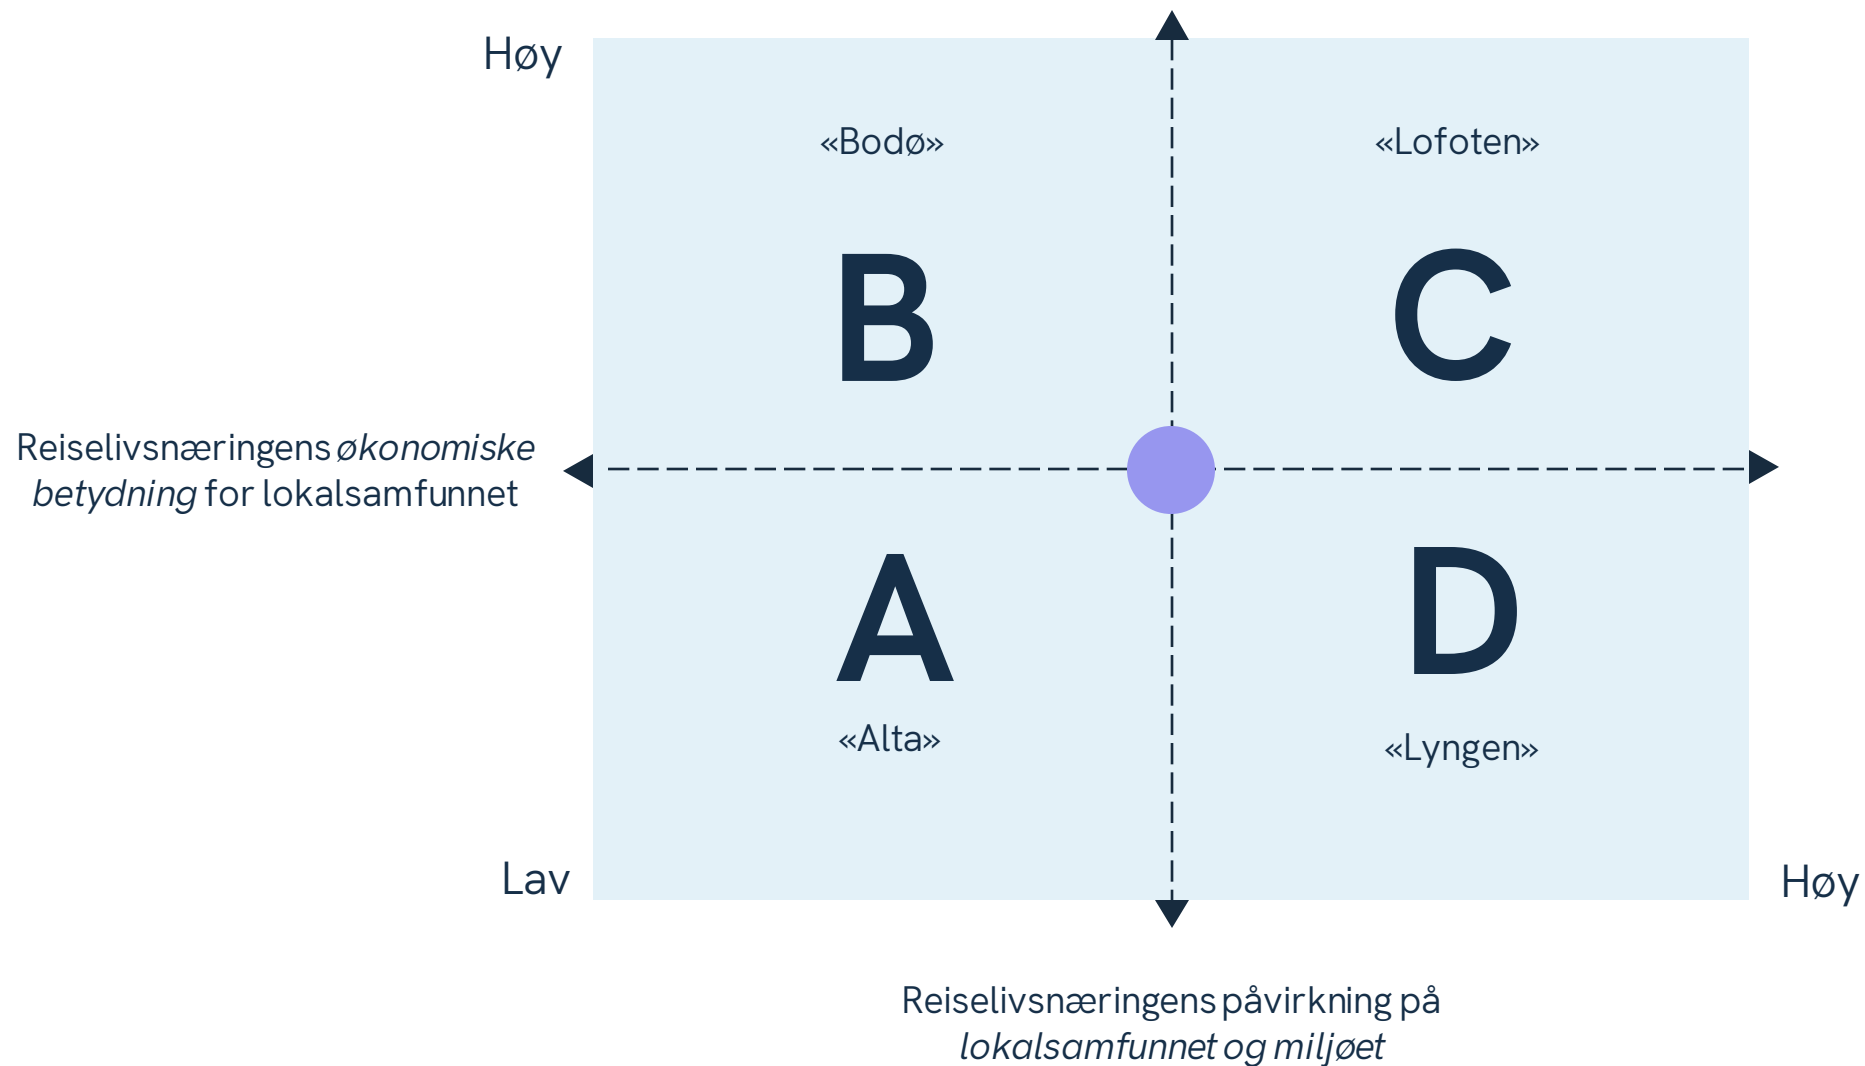 Høy
«Bodø»
«Lofoten»
B
C
Reiselivsnæringens økonomiske
betydning for lokalsamfunnet
A
D
«Alta»
«Lyngen»
Lav
Høy
Reiselivsnæringens påvirkning på
lokalsamfunnet og miljøet